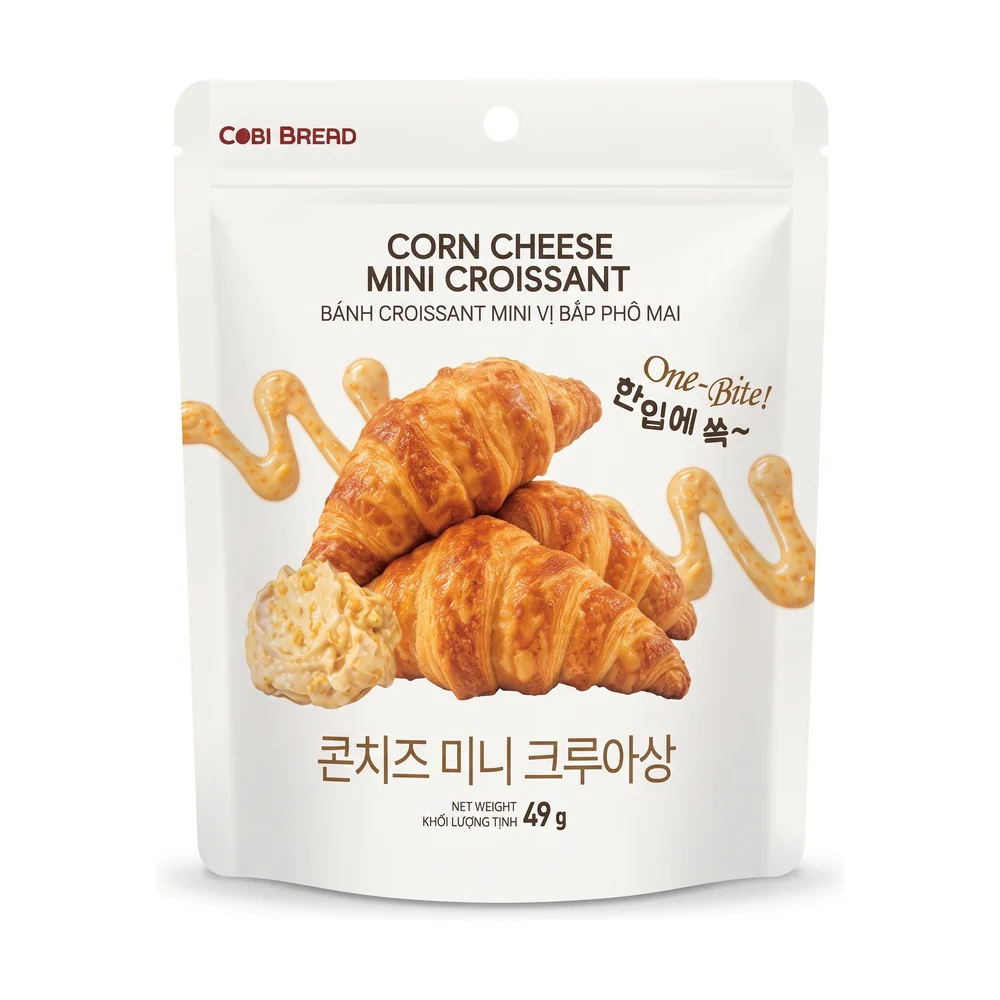 COBI BREAD
CORN CHEESE
MINI CROISSANT
BÁNH CROISSANT MINI VỊ BẮP PHÔ MAI
One-Bite!
한입에 쏙~
콘치즈 미니 크루아상
NET WEIGHT
KHỐI LƯỢNG TỊNH 49 g